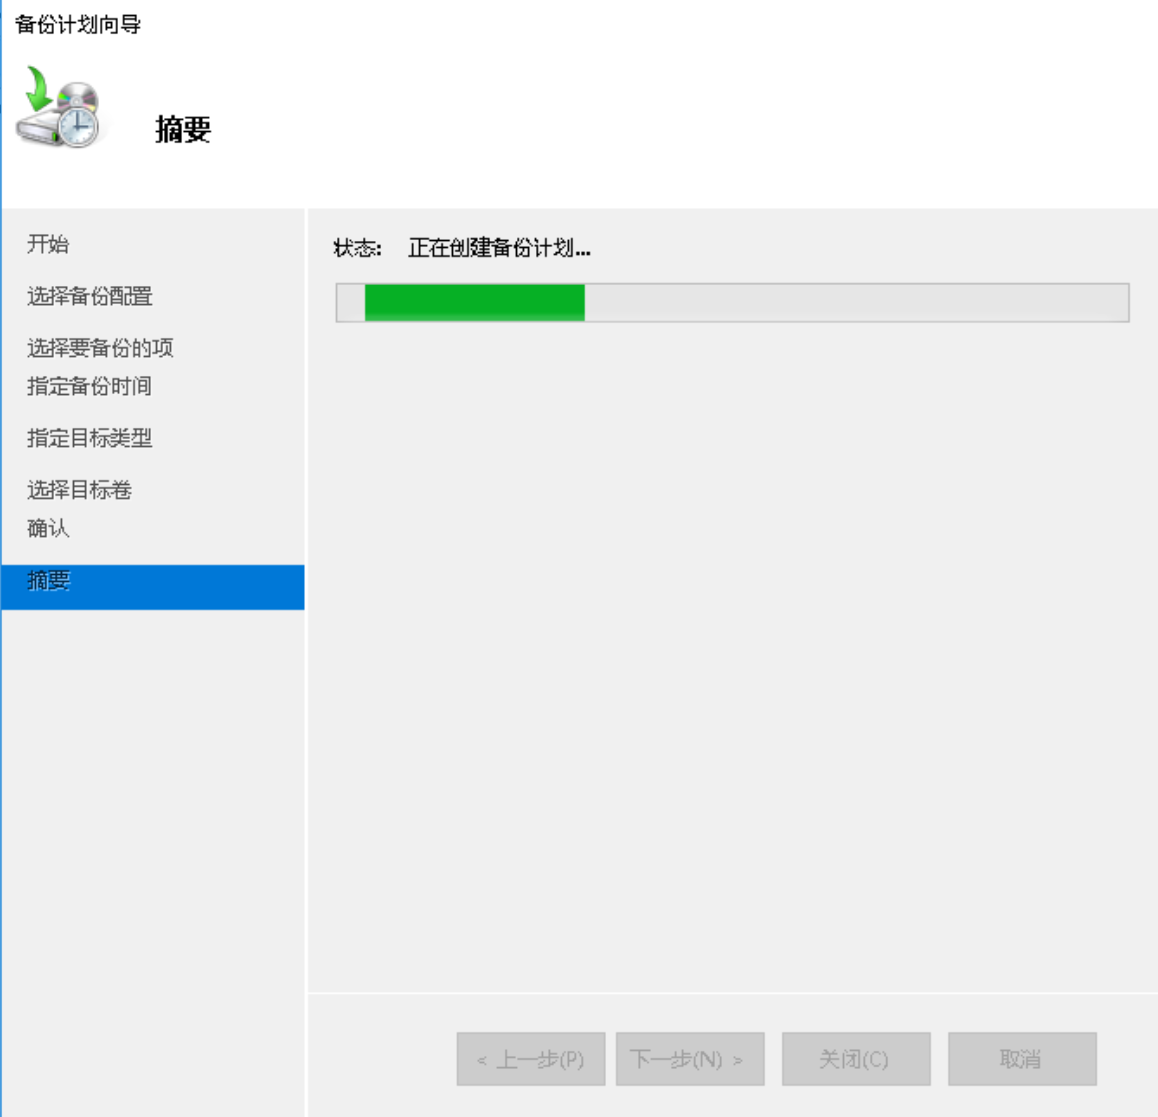 备份计划向导
摘要
开始
选择备份配置
选择要备份的项
指定备份时间
指定目标类型
选择目标卷
确认
摘要
状态: 正在创建备份计划...
< 上一步(P) 下一步(N) > 关闭(C) 取消